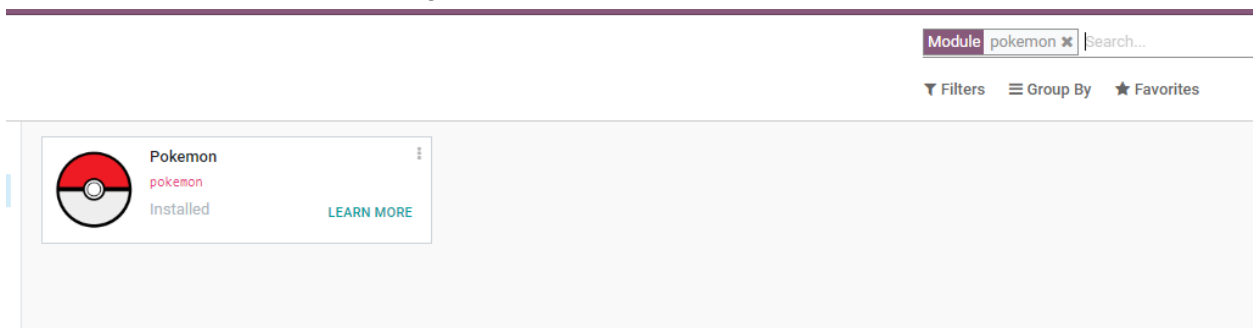 Module pokemon ✖ Search...
Filters Group By Favorites
Pokemon
pokemon
Installed LEARN MORE